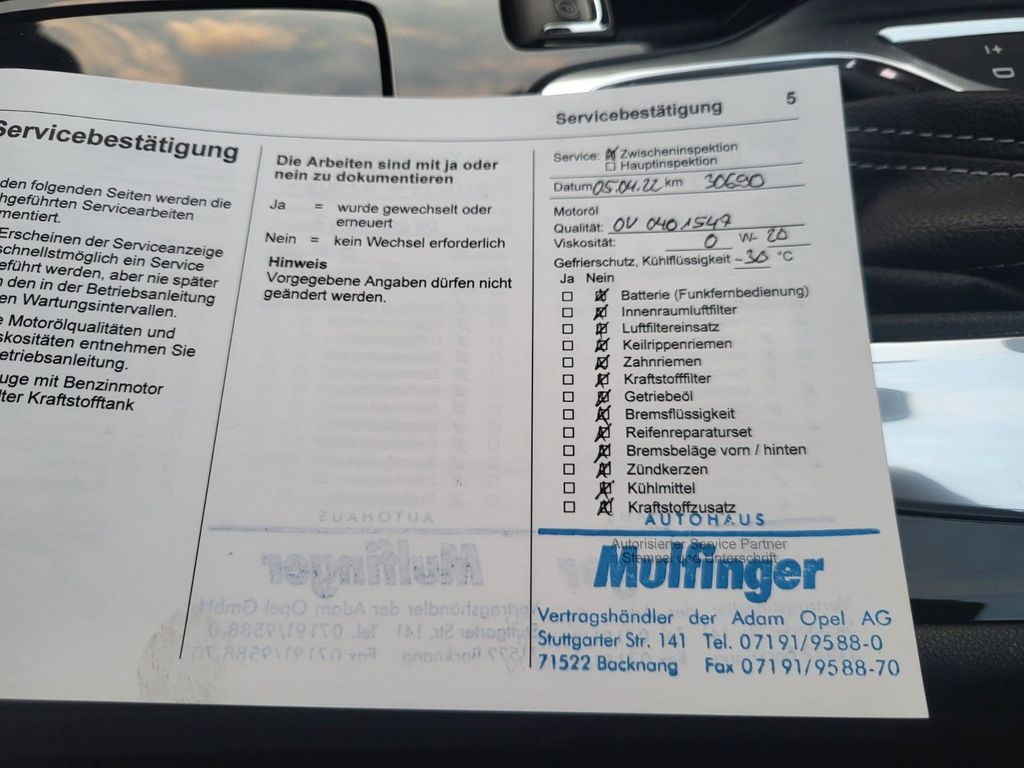 Servicebestätigung
den folgenden Seiten werden die
hgeführten Servicearbeiten
mentiert.
Erscheinen der Serviceanzeige
schnellstmöglich ein Service
eführt werden, aber nie später
den in der Betriebsanleitung
en Wartungsintervallen.
e Motorölqualitäten und
skositäten entnehmen Sie
etriebsanleitung.
uge mit Benzinmotor
lter Kraftstofftank
Die Arbeiten sind mit ja oder
nein zu dokumentieren
Ja = wurde gewechselt oder
erneuert
Nein = kein Wechsel erforderlich
Hinweis
Vorgegebene Angaben dürfen nicht
geändert werden.
Servicebestätigung 5
Service: Zwischeninspektion
Hauptinspektion
Datum 05.04.22 km 30690
Motoröl
Qualität: OV 0401547
Viskosität: 0 W- 20
Gefrierschutz, Kühlflüssigkeit -30 °C
Ja Nein
Batterie (Funkfernbedienung)
Innenraumluftfilter
Luftfiltereinsatz
Keilrippenriemen
Zahnriemen
Kraftstofffilter
Getriebeöl
Bremsflüssigkeit
Reifenreparaturset
Bremsbeläge vorn / hinten
Zündkerzen
Kühlmittel
Kraftstoffzusatz
AUTOHAUS
Autorisierter Service Partner
Stempel und Unterschrift
Mulfinger
Vertragshändler der Adam Opel AG
Stuttgarter Str. 141 Tel. 07191/9588-0
71522 Backnang Fax 07191/9588-70